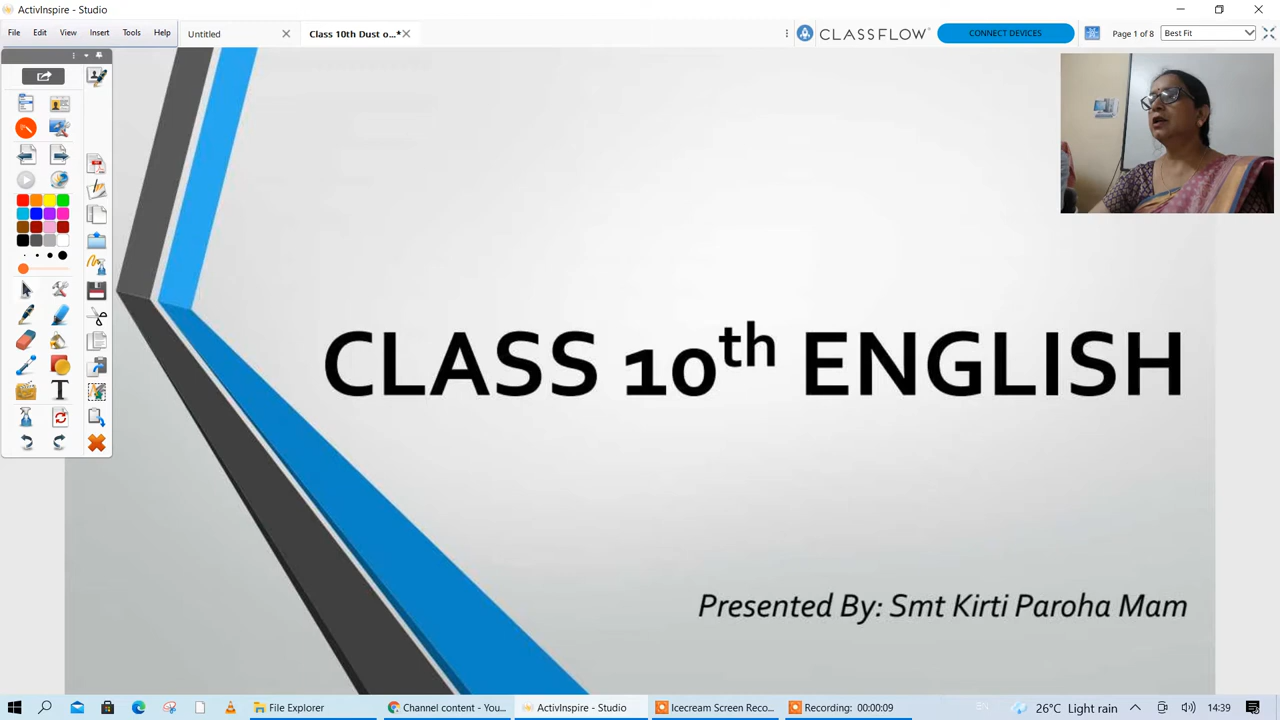 ActivInspire - Studio
File Edit View Insert Tools Help
Untitled
Class 10th Dust o...*
CLASSFLOW
CONNECT DEVICES
Page 1 of 8
Best Fit
CLASS 10th ENGLISH
Presented By: Smt Kirti Paroha Mam
File Explorer
Channel content - You...
ActivInspire - Studio
Icecream Screen Reco...
Recording: 00:00:09
26°C Light rain
14:39